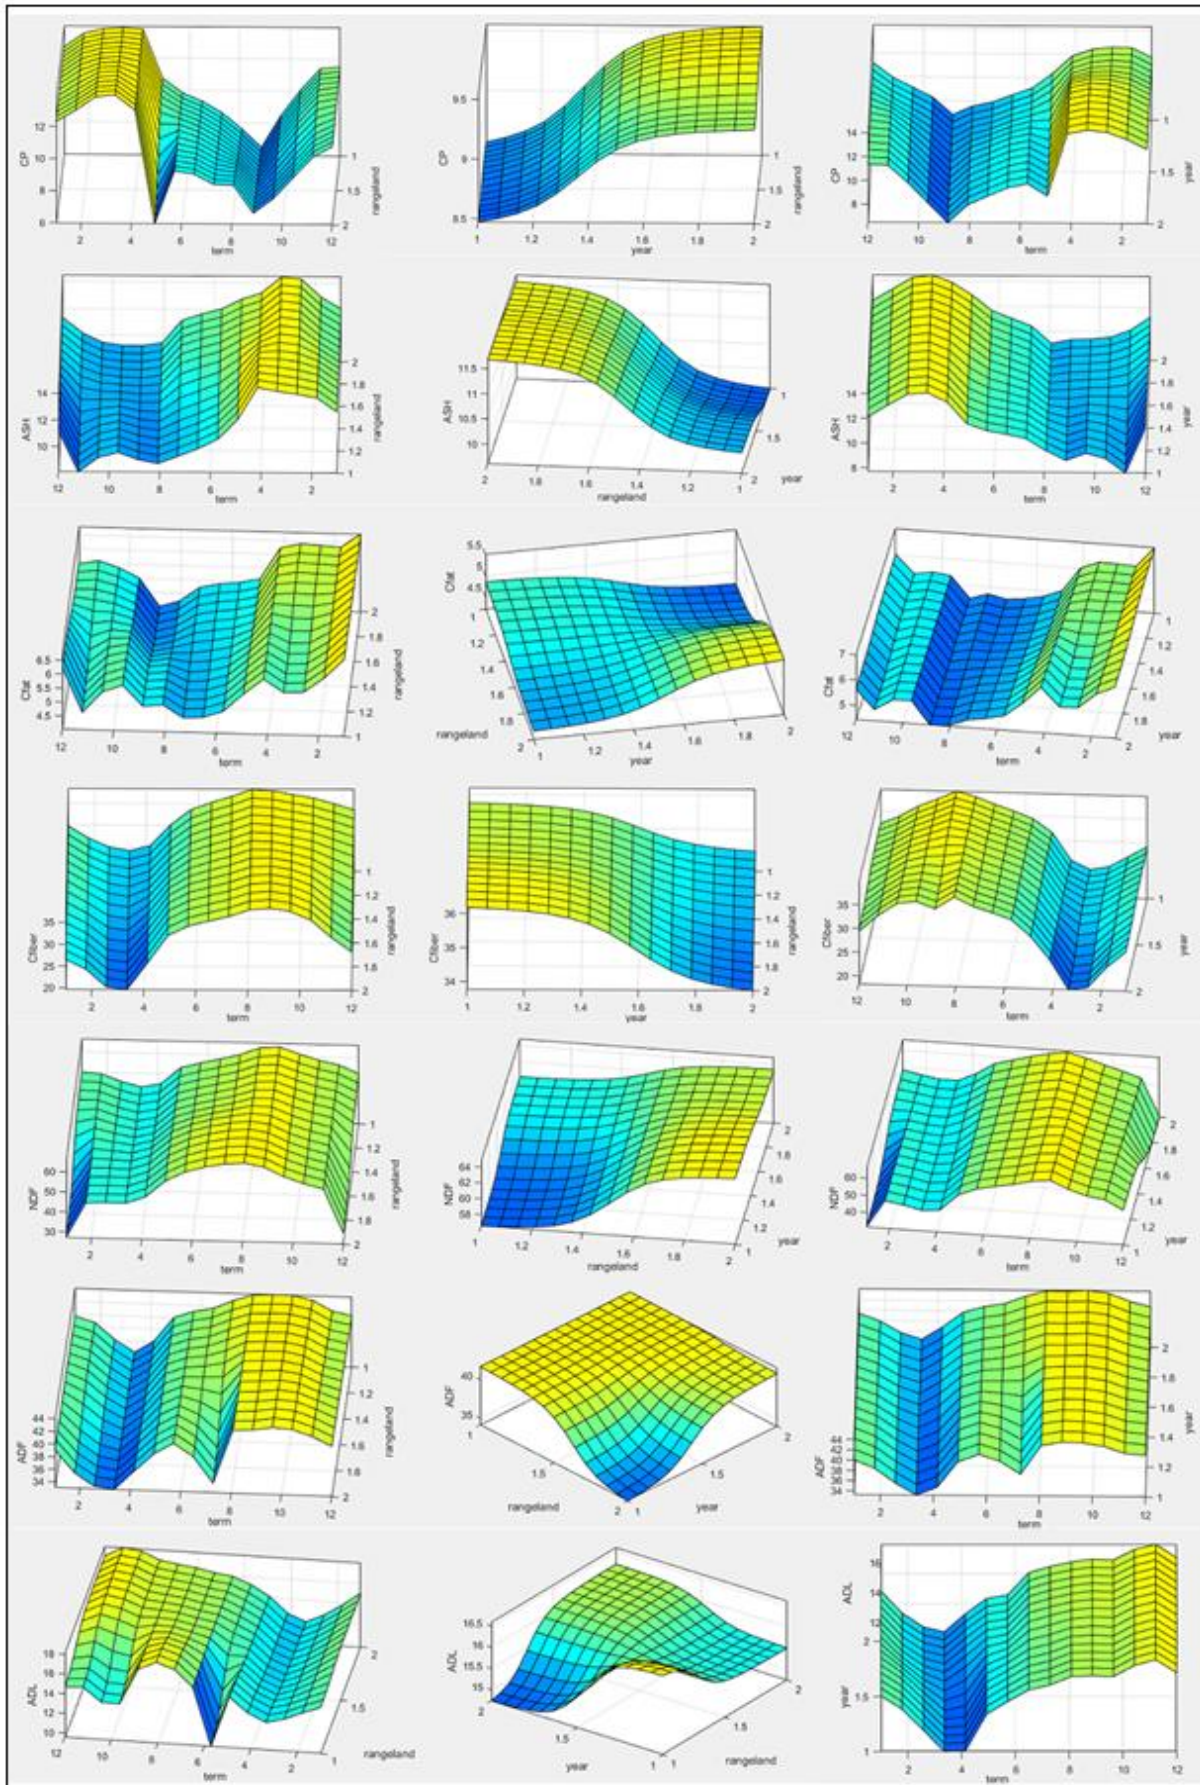 12
10
8
6
CP
2 4 6 8 10 12
term
1
1.5
2
rangeland
9.5
9
8.5
CP
1 1.2 1.4 1.6 1.8 2
year
1
1.5
2
rangeland
14
12
10
8
CP
12 10 8 6 4 2
term
1
1.5
2
year
14
12
10
ASH
12 10 8 6 4 2
term
2
1.8
1.6
1.4
1.2
1
rangeland
11.5
11
10.5
10
ASH
2 1.8 1.6 1.4 1.2 1
rangeland
1
1.5
2
year
14
12
10
8
ASH
2 4 6 8 10 12
term
2
1.8
1.6
1.4
1.2
1
year
6.5
6
5.5
5
4.5
Cfat
12 10 8 6 4 2
term
2
1.8
1.6
1.4
1.2
1
rangeland
5.5
5
4.5
Cfat
1
1.2
1.4
1.6
1.8
2
rangeland
1 1.2 1.4 1.6 1.8 2
year
7
6
5
Cfat
12 10 8 6 4 2
term
1
1.2
1.4
1.6
1.8
2
year
35
30
25
20
Cfiber
2 4 6 8 10 12
term
1
1.2
1.4
1.6
1.8
2
rangeland
36
35
34
Cfiber
1 1.2 1.4 1.6 1.8 2
year
1
1.2
1.4
1.6
1.8
2
rangeland
35
30
25
20
Cfiber
12 10 8 6 4 2
term
1
1.5
2
year
60
50
40
30
NDF
2 4 6 8 10 12
term
1
1.2
1.4
1.6
1.8
2
rangeland
64
62
60
58
NDF
1 1.2 1.4 1.6 1.8 2
rangeland
2
1.8
1.6
1.4
1.2
1
year
60
50
40
NDF
2 4 6 8 10 12
term
2
1.8
1.6
1.4
1.2
1
year
44
42
40
38
36
34
ADF
2 4 6 8 10 12
term
1
1.2
1.4
1.6
1.8
2
rangeland
40
35
ADF
1
1.5
2
rangeland
1
1.5
2
year
44
42
40
38
36
34
ADF
2 4 6 8 10 12
term
2
1.8
1.6
1.4
1.2
1
year
18
16
14
12
10
ADL
12 10 8 6 4 2
term
2
1.5
1
rangeland
16.5
16
15.5
15
ADL
2
1.5
1
year
1
1.5
2
rangeland
16
14
12
ADL
2
1.5
1
year
2 4 6 8 10 12
term